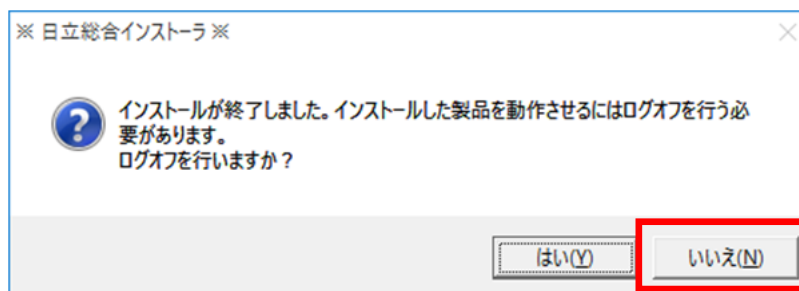 ※ 日立総合インストーラ ※
インストールが終了しました。インストールした製品を動作させるにはログオフを行う必
要があります。
ログオフを行いますか？
はい(Y)
いいえ(N)